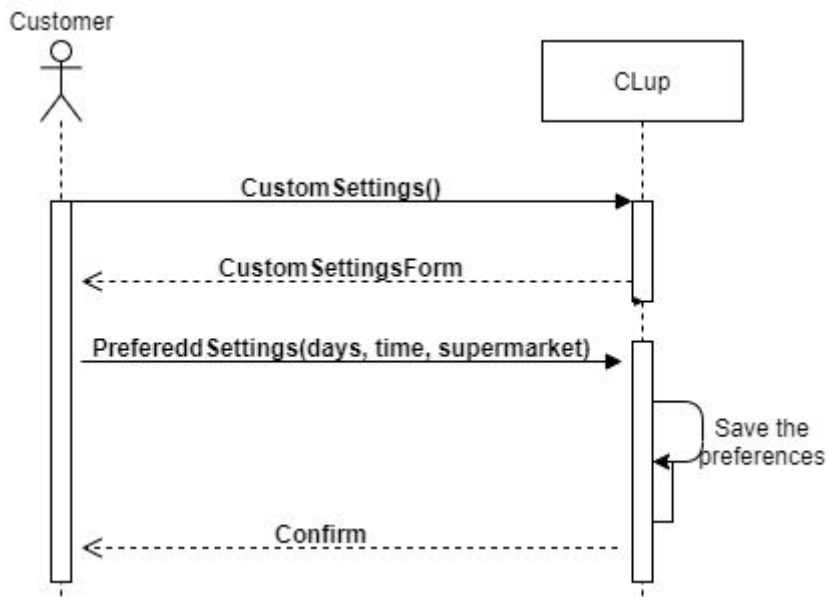 Customer
CLup
CustomSettings()
CustomSettingsForm
PrefereddSettings(days, time, supermarket)
Save the
preferences
Confirm